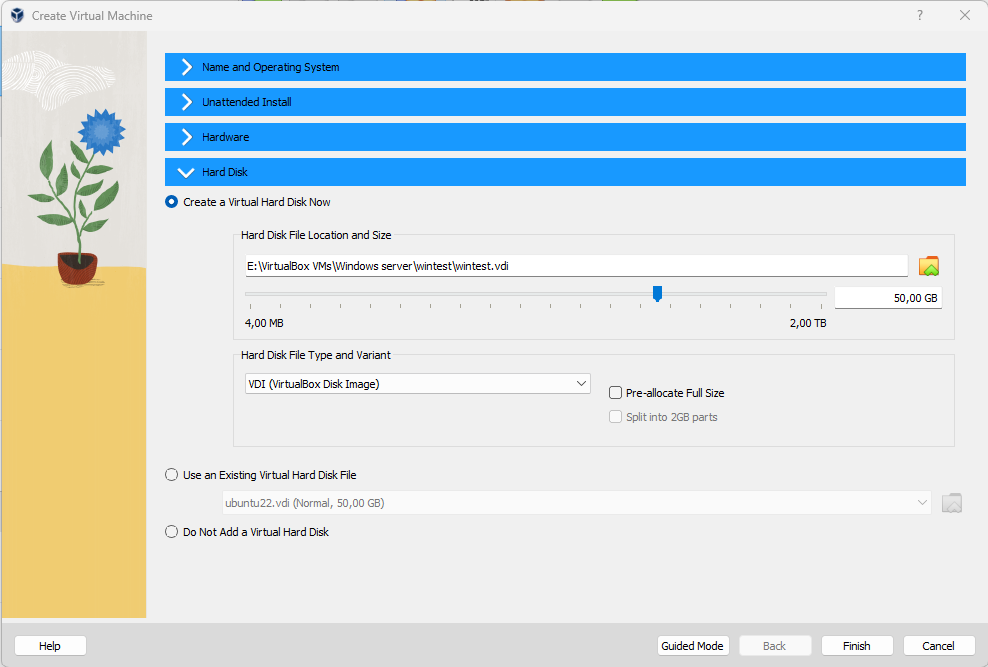 Create Virtual Machine
?
Name and Operating System
Unattended Install
Hardware
Hard Disk
Create a Virtual Hard Disk Now
Hard Disk File Location and Size
E:\VirtualBox VMs\Windows server\wintest\wintest.vdi
50,00 GB
4,00 MB 2,00 TB
Hard Disk File Type and Variant
VDI (VirtualBox Disk Image)
Pre-allocate Full Size
Split into 2GB parts
Use an Existing Virtual Hard Disk File
ubuntu22.vdi (Normal, 50,00 GB)
Do Not Add a Virtual Hard Disk
Help Guided Mode Back Finish Cancel